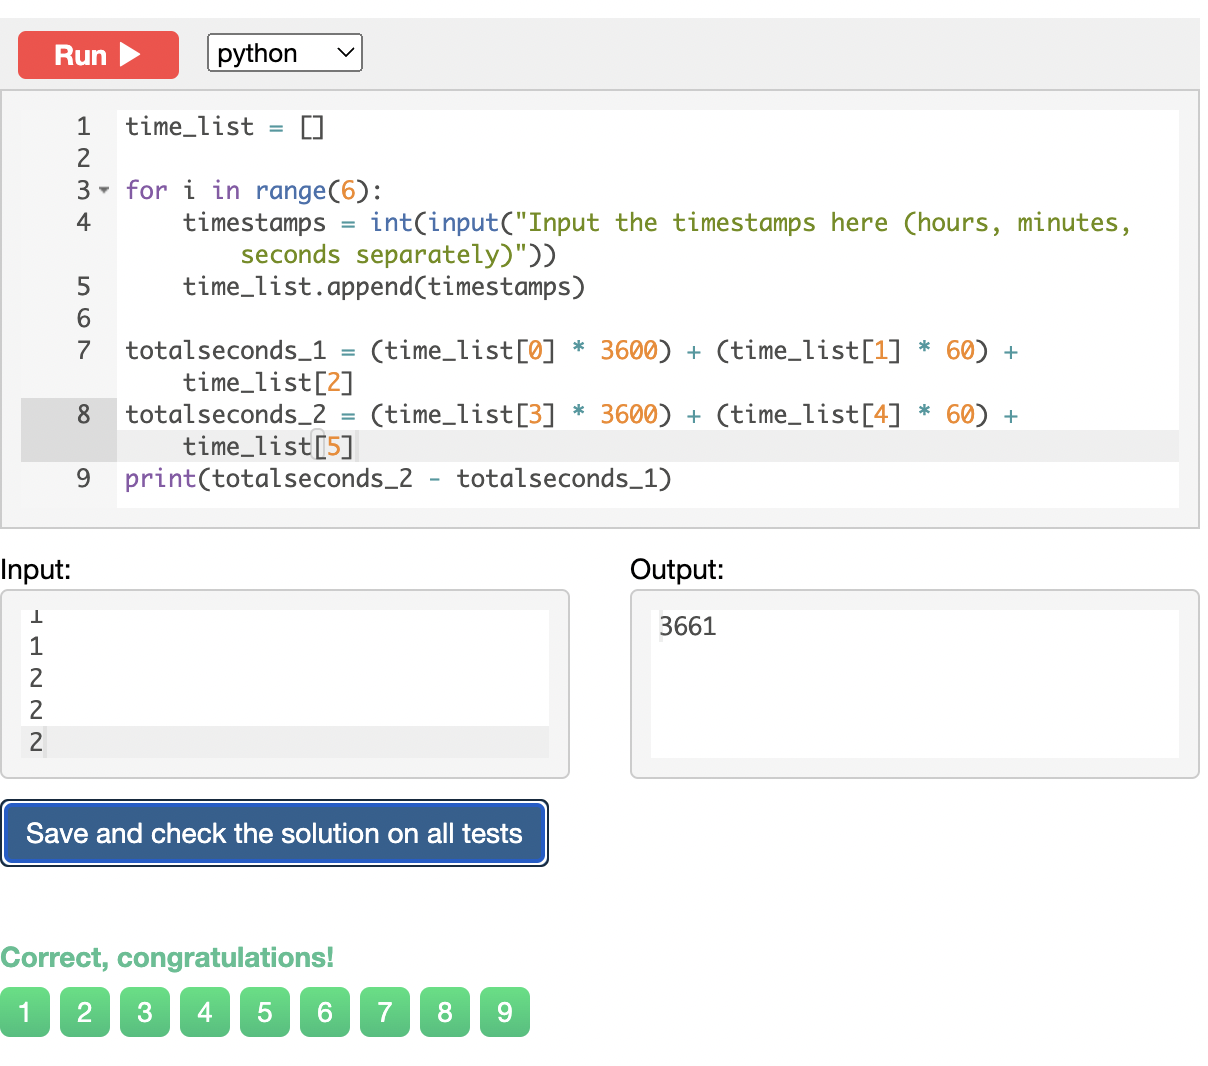 Run
python
1 time_list = []
2
3 for i in range(6):
4 timestamps = int(input("Input the timestamps here (hours, minutes,
seconds separately)"))
5 time_list.append(timestamps)
6
7 totalseconds_1 = (time_list[0] * 3600) + (time_list[1] * 60) +
time_list[2]
8 totalseconds_2 = (time_list[3] * 3600) + (time_list[4] * 60) +
time_list[5]
9 print(totalseconds_2 - totalseconds_1)
Input:
1
1
2
2
2
Output:
3661
Save and check the solution on all tests
Correct, congratulations!
1 2 3 4 5 6 7 8 9